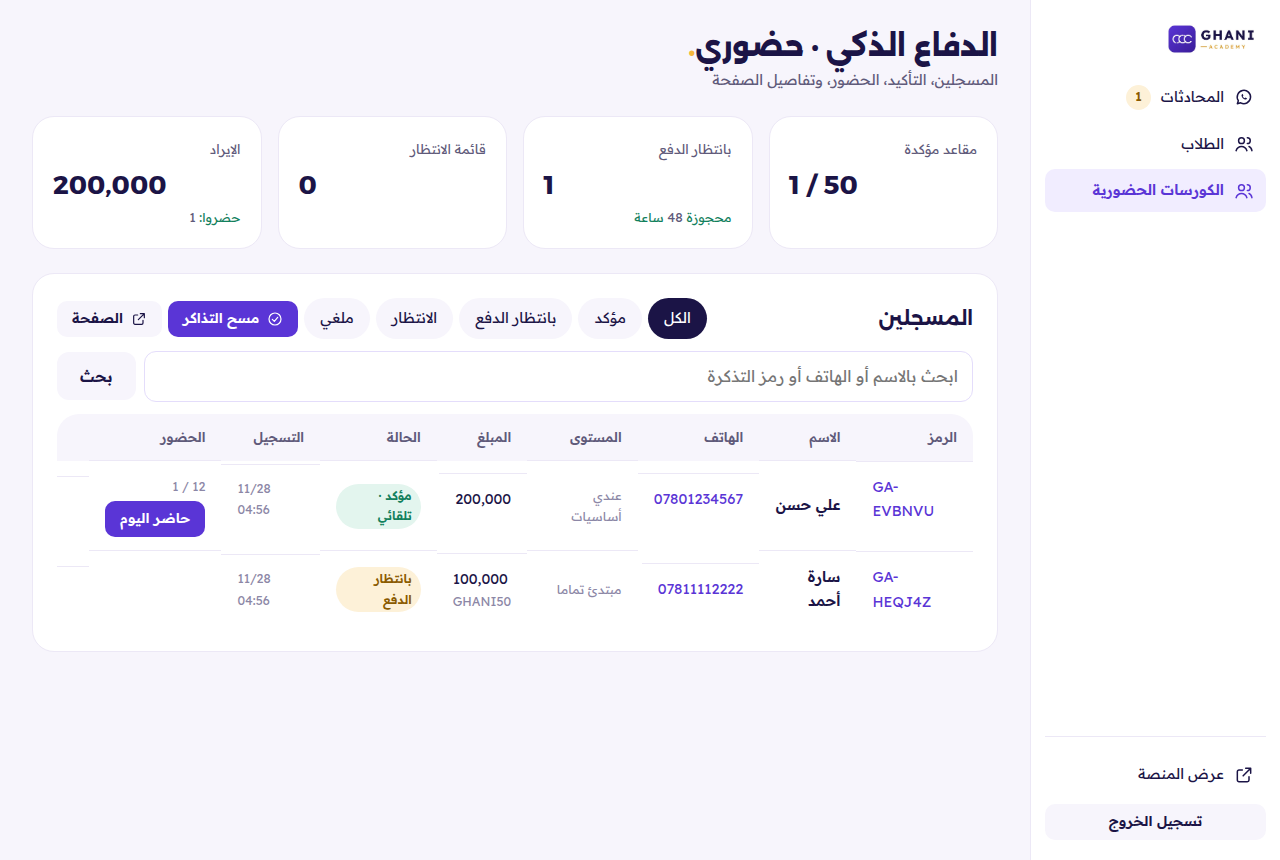 GHANI
ACADEMY
المحادثات 1
الطلاب
الكورسات الحضورية
عرض المنصة
تسجيل الخروج
الدفاع الذكي · حضوري.
المسجلين، التأكيد، الحضور، وتفاصيل الصفحة
مقاعد مؤكدة
1 / 50
بانتظار الدفع
1
محجوزة 48 ساعة
قائمة الانتظار
0
الإيراد
200,000
حضروا: 1
المسجلين
الكل مؤكد بانتظار الدفع الانتظار ملغي مسح التذاكر الصفحة
ابحث بالاسم أو الهاتف أو رمز التذكرة بحث
الرمز الاسم الهاتف المستوى المبلغ الحالة التسجيل الحضور
GA-
EVBNVU
علي حسن
07801234567
عندي
أساسيات
200,000
مؤكد ·
تلقائي
11/28
04:56
1 / 12
حاضر اليوم
GA-
HEQJ4Z
سارة
أحمد
07811112222
مبتدئ تماما
100,000
GHANI50
بانتظار
الدفع
11/28
04:56